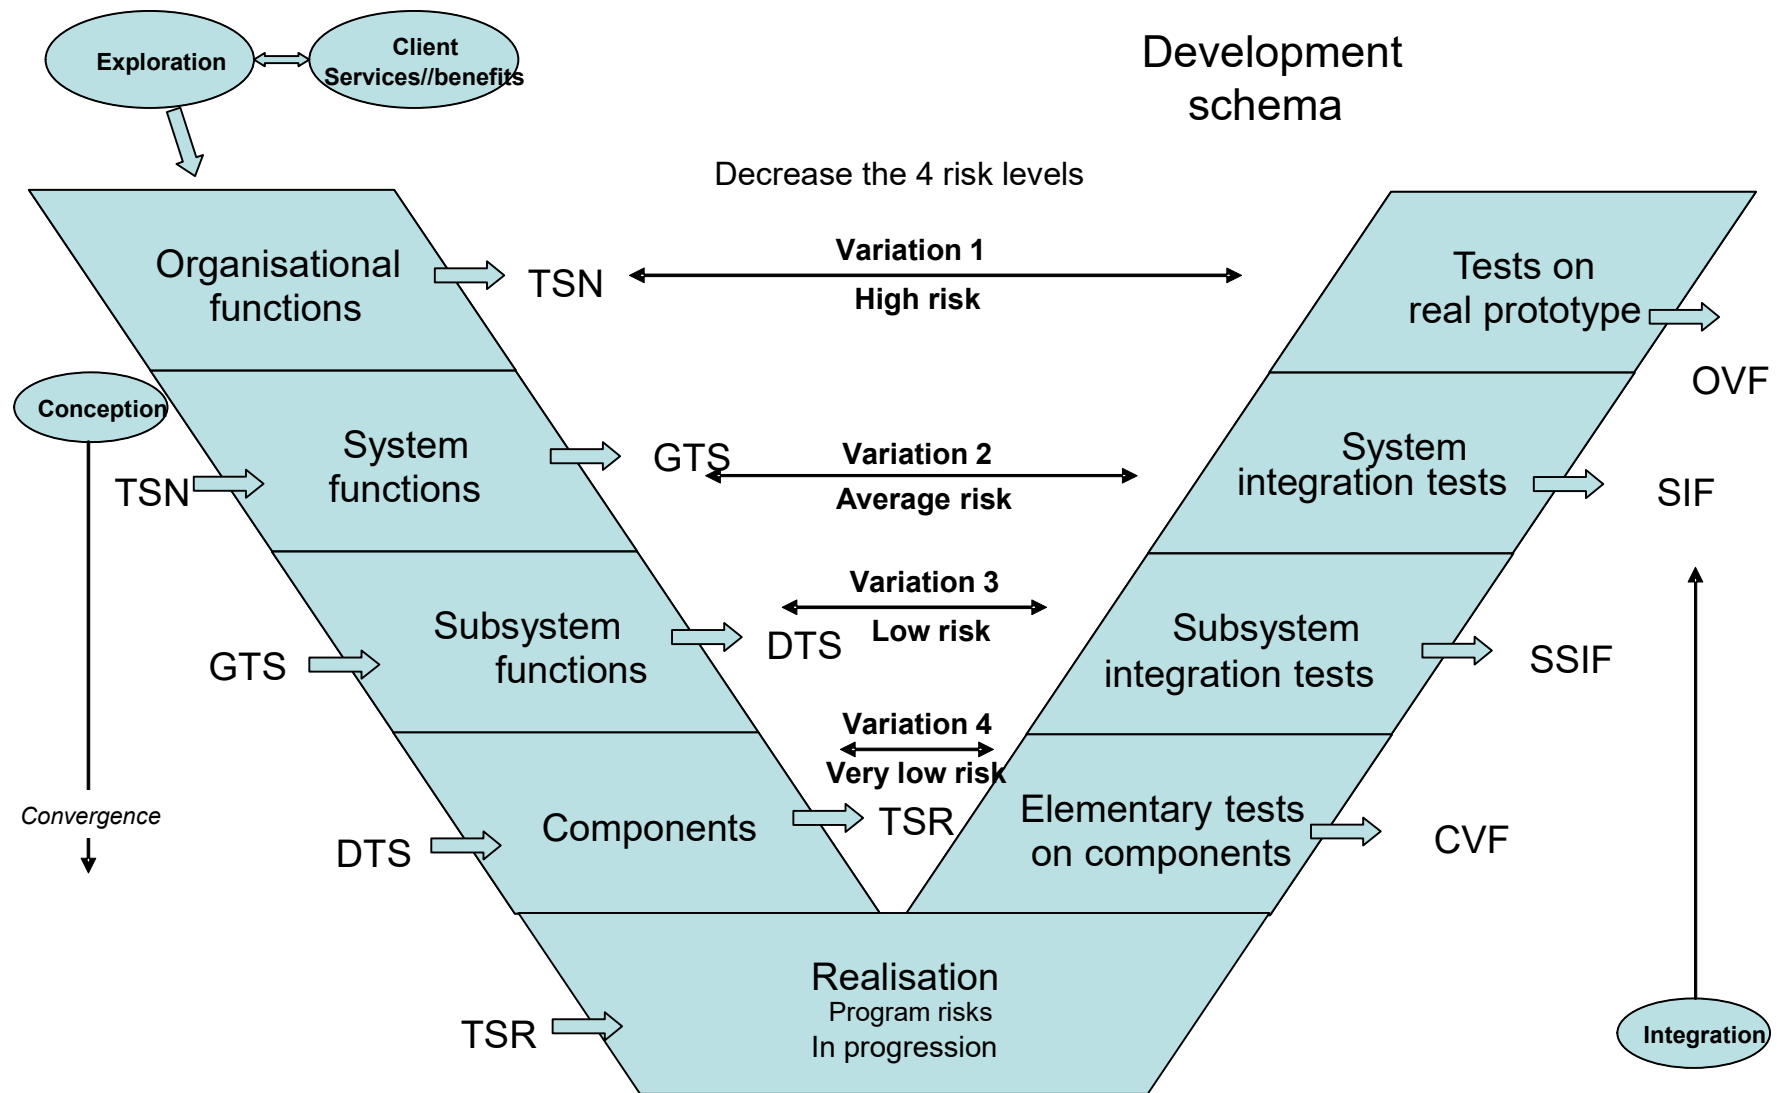 Exploration
Client
Services//benefits
Development
schema
Decrease the 4 risk levels
Organisational
functions
TSN
Variation 1
High risk
Tests on
real prototype
OVF
Conception
TSN
System
functions
GTS
Variation 2
Average risk
System
integration tests
SIF
GTS
Subsystem
functions
DTS
Variation 3
Low risk
Subsystem
integration tests
SSIF
Convergence
DTS
Components
TSR
Variation 4
Very low risk
Elementary tests
on components
CVF
TSR
Realisation
Program risks
In progression
Integration